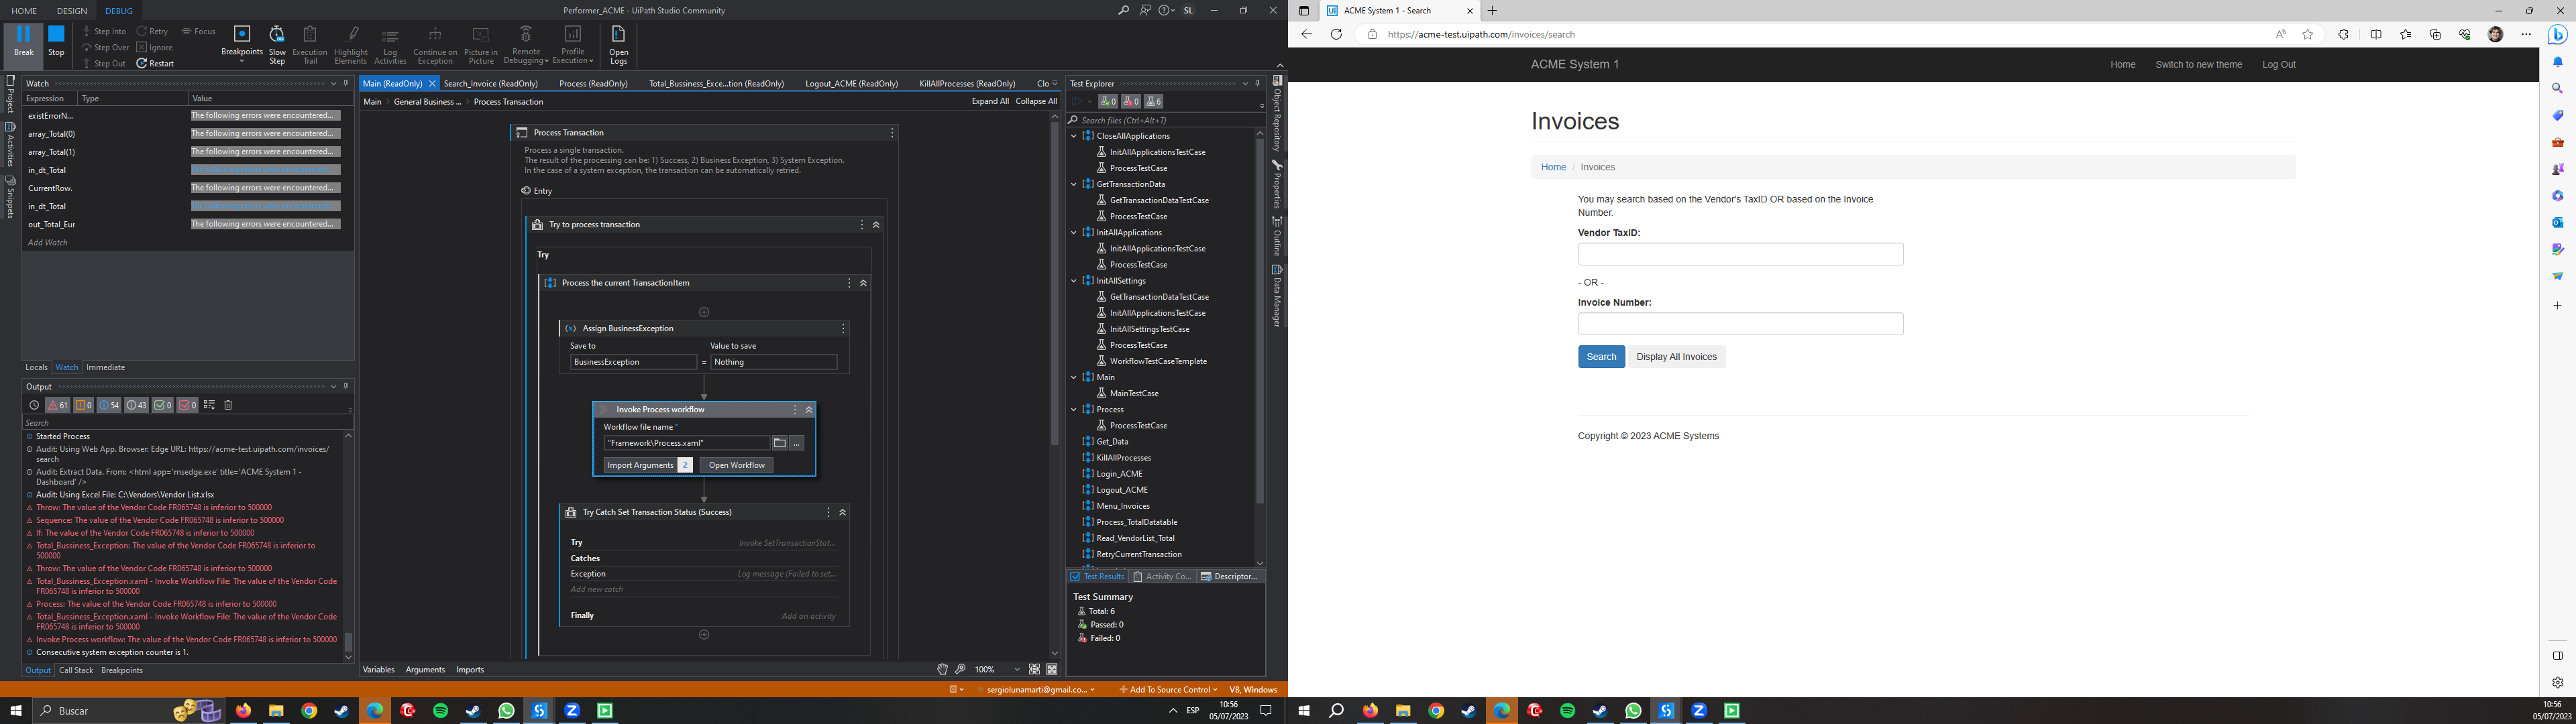 HOME DESIGN DEBUG
Performer_ACME - UiPath Studio Community
SL
Break
Stop
Step Into
Step Over
Step Out
Retry
Ignore
Restart
Focus
Breakpoints
Slow Step
Execution Trail
Highlight Elements
Log Activities
Continue on Exception
Picture in Picture
Remote Debugging
Profile Execution
Open Logs
Project
Activities
Snippets
Watch
Expression Type Value
existErrorN... The following errors were encountered...
array_Total(0) The following errors were encountered...
array_Total(1) The following errors were encountered...
in_dt_Total The following errors were encountered...
CurrentRow. The following errors were encountered...
in_dt_Total The following errors were encountered...
out_Total_Eur The following errors were encountered...
Add Watch
Locals Watch Immediate
Output
61 0 54 43 0 0
Search
Started Process
Audit: Using Web App. Browser: Edge URL: https://acme-test.uipath.com/invoices/
search
Audit: Extract Data. From: <html app='msedge.exe' title='ACME System 1 -
Dashboard' />
Audit: Using Excel File: C:\Vendors\Vendor List.xlsx
Throw: The value of the Vendor Code FR065748 is inferior to 500000
Sequence: The value of the Vendor Code FR065748 is inferior to 500000
If: The value of the Vendor Code FR065748 is inferior to 500000
Total_Bussiness_Exception: The value of the Vendor Code FR065748 is inferior to
500000
Throw: The value of the Vendor Code FR065748 is inferior to 500000
Total_Business_Exception.xaml - Invoke Workflow File: The value of the Vendor Code
FR065748 is inferior to 500000
Process: The value of the Vendor Code FR065748 is inferior to 500000
Total_Bussiness_Exception.xaml - Invoke Workflow File: The value of the Vendor Code
FR065748 is inferior to 500000
Invoke Process workflow: The value of the Vendor Code FR065748 is inferior to 500000
Consecutive system exception counter is 1.
Output Call Stack Breakpoints
Main (ReadOnly) Search_Invoice (ReadOnly) Process (ReadOnly) Total_Bussiness_Exce...tion (ReadOnly) Logout_ACME (ReadOnly) KillAllProcesses (ReadOnly) Clo
Main General Business ... Process Transaction
Expand All Collapse All
Process Transaction
Process a single transaction.
The result of the processing can be: 1) Success, 2) Business Exception, 3) System Exception.
In the case of a system exception, the transaction can be automatically retried.
Entry
Try to process transaction
Try
Process the current TransactionItem
Assign BusinessException
Save to Value to save
BusinessException = Nothing
Invoke Process workflow
Workflow file name *
"Framework\Process.xaml" ...
Import Arguments 2 Open Workflow
Try Catch Set Transaction Status (Success)
Try Invoke SetTransactionStat...
Catches
Exception Log message (Failed to set...
Add new catch
Finally Add an activity
Variables Arguments Imports
100%
Test Explorer
0 0 6
Search files (Ctrl+Alt+T)
CloseAllApplications
InitAllApplicationsTestCase
ProcessTestCase
GetTransactionData
GetTransactionDataTestCase
ProcessTestCase
InitAllApplications
InitAllApplicationsTestCase
ProcessTestCase
InitAllSettings
GetTransactionDataTestCase
InitAllApplicationsTestCase
InitAllSettingsTestCase
ProcessTestCase
WorkflowTestCaseTemplate
Main
MainTestCase
Process
ProcessTestCase
Get_Data
KillAllProcesses
Login_ACME
Logout_ACME
Menu_Invoices
Process_TotalDatatable
Read_VendorList_Total
RetryCurrentTransaction
Test Results Activity Co... Descriptor...
Test Summary
Total: 6
Passed: 0
Failed: 0
Object Repository
Properties
Outline
Data Manager
sergiolunamarti@gmail.co...
Add To Source Control
VB, Windows
Buscar
ESP
10:56
05/07/2023
ACME System 1 - Search
https://acme-test.uipath.com/invoices/search
ACME System 1
Home Switch to new theme Log Out
Invoices
Home / Invoices
You may search based on the Vendor's TaxID OR based on the Invoice
Number.
Vendor TaxID:
- OR -
Invoice Number:
Search Display All Invoices
Copyright © 2023 ACME Systems
10:56
05/07/2023